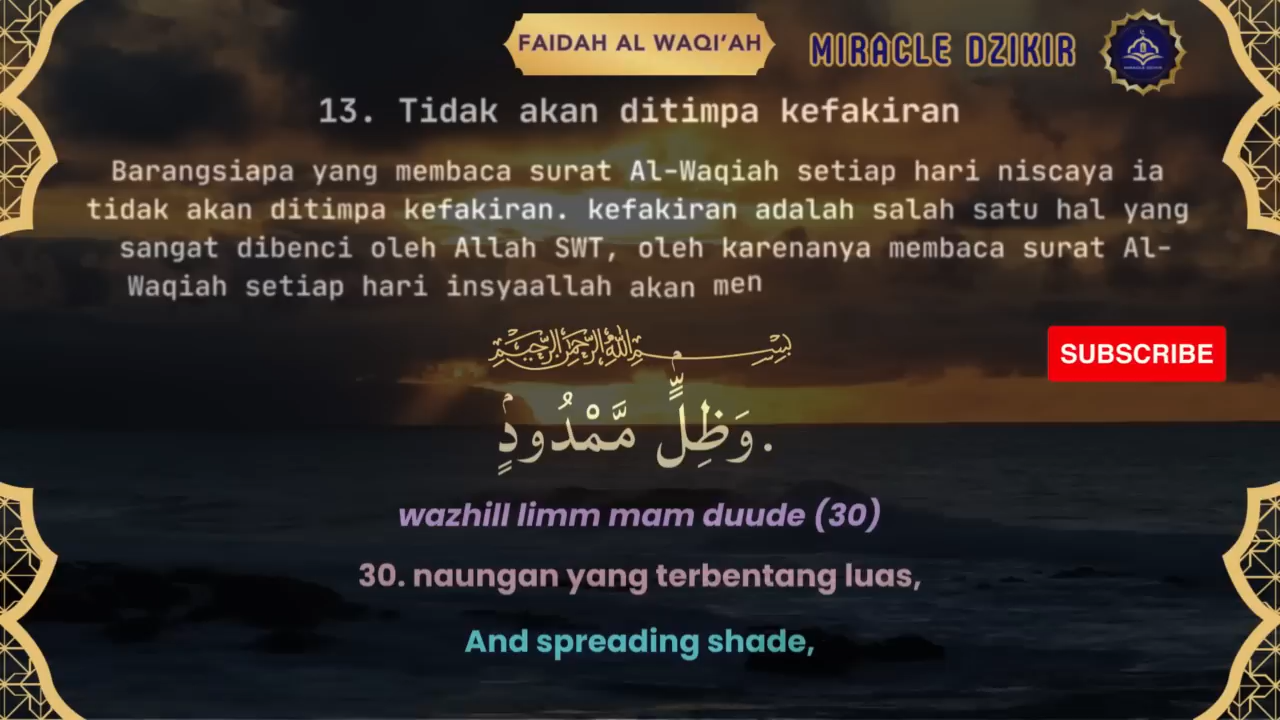 FAIDAH AL WAQI'AH
MIRACLE DZIKIR
13. Tidak akan ditimpa kefakiran
Barangsiapa yang membaca surat Al-Waqiah setiap hari niscaya ia
tidak akan ditimpa kefakiran. kefakiran adalah salah satu hal yang
sangat dibenci oleh Allah SWT, oleh karenanya membaca surat Al-
Waqiah setiap hari insyaallah akan men
بِسْمِ اللهِ الرَّحْمٰنِ الرَّحِيْمِ
SUBSCRIBE
.وَظِلٍّ مَّمْدُودٍ
wazhill limm mam duude (30)
30. naungan yang terbentang luas,
And spreading shade,